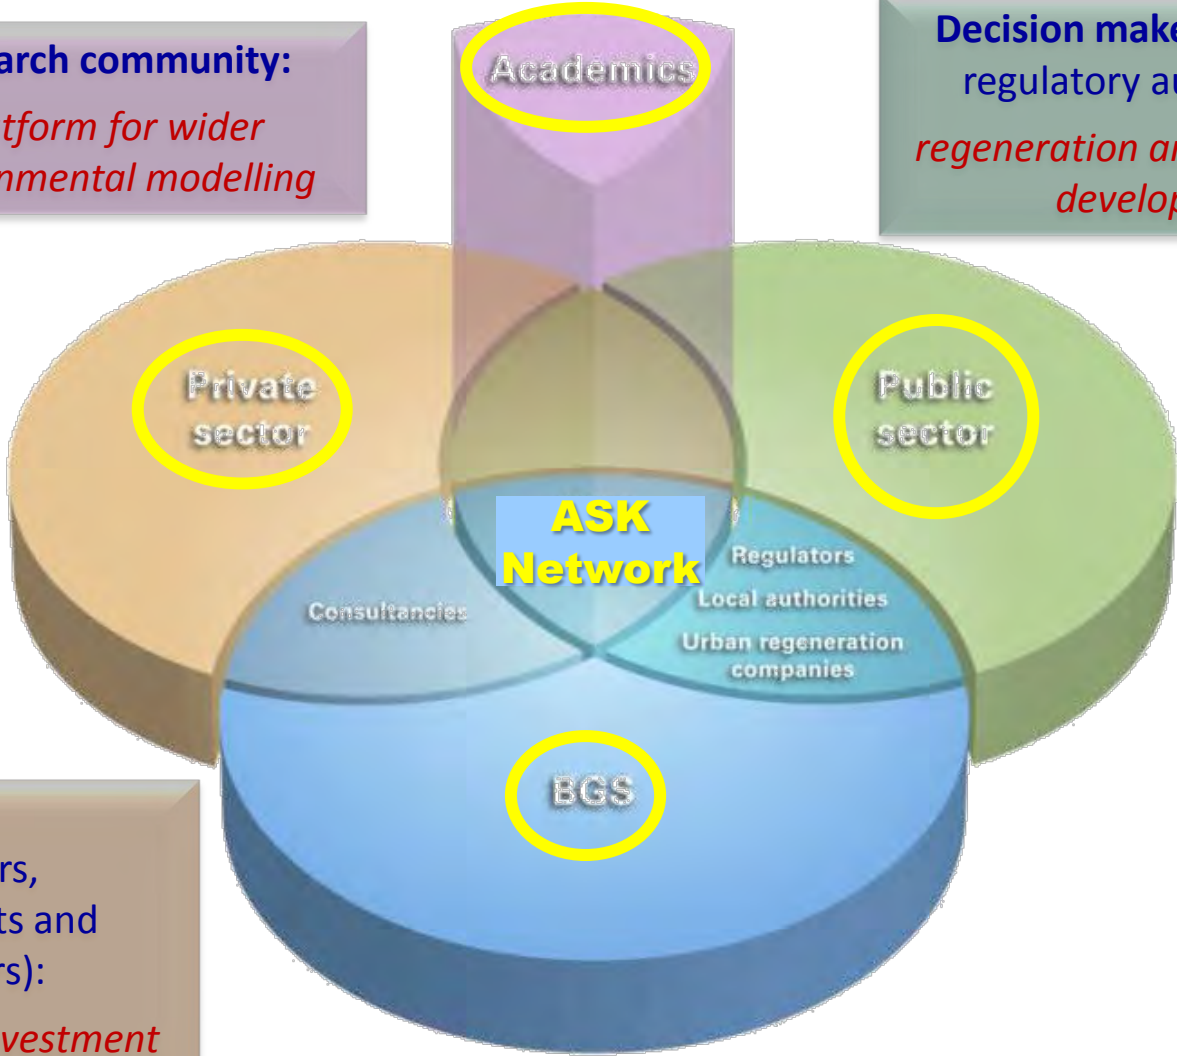 arch community:
tform for wider
nmental modelling
Academics
Decision make
regulatory au
regeneration ar
develop
Private
sector
Public
sector
ASK
Network
Regulators
Local authorities
Urban regeneration
companies
Consultancies
BGS
rs,
ts and
rs):
vestment